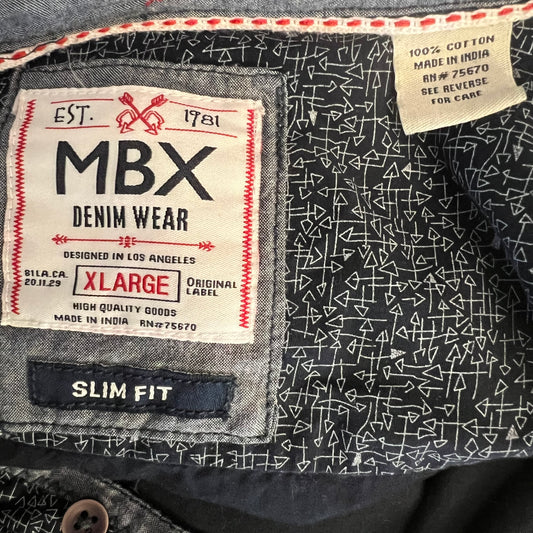 EST. 1981
MBX
DENIM WEAR
DESIGNED IN LOS ANGELES
81 LA.CA.
20.11.29
XLARGE
ORIGINAL
LABEL
HIGH QUALITY GOODS
MADE IN INDIA RN#75670
SLIM FIT
100% COTTON
MADE IN INDIA
RN# 75670
SEE REVERSE
FOR CARE